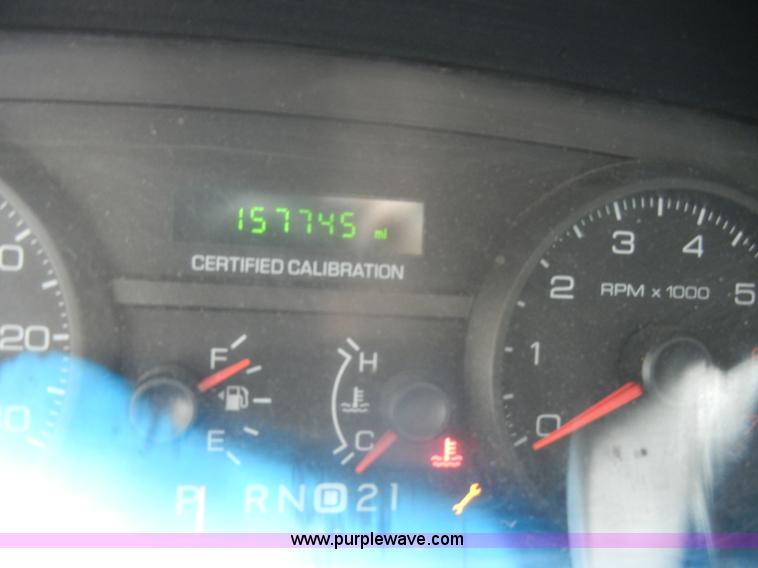 157745 mi
CERTIFIED CALIBRATION
3 4
2 RPM x 1000 5
1
0
20
F H
E C
P R N D 2 1
www.purplewave.com